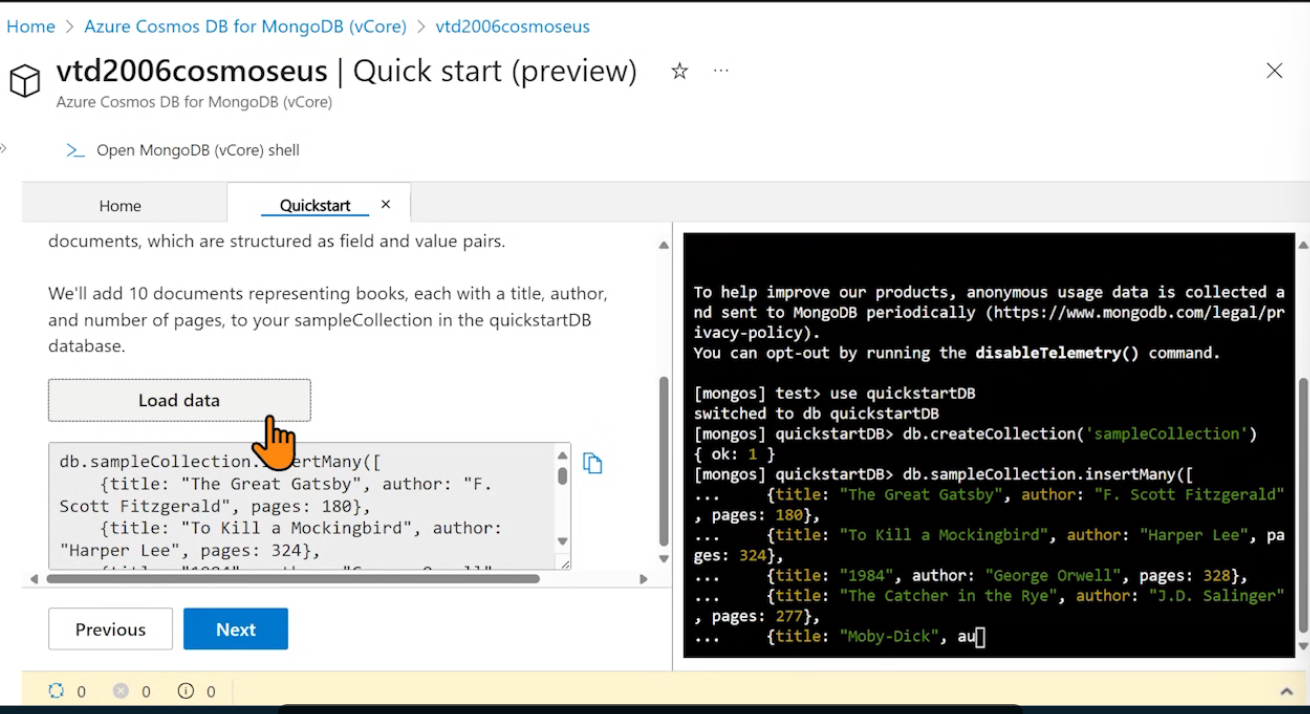 Home > Azure Cosmos DB for MongoDB (vCore) > vtd2006cosmoseus
vtd2006cosmoseus | Quick start (preview)
Azure Cosmos DB for MongoDB (vCore)
Open MongoDB (vCore) shell
Home
Quickstart
documents, which are structured as field and value pairs.
We'll add 10 documents representing books, each with a title, author,
and number of pages, to your sampleCollection in the quickstartDB
database.
Load data
db.sampleCollection.
ertMany([
{title: "The Great Gatsby", author: "F.
Scott Fitzgerald", pages: 180},
{title: "To Kill a Mockingbird", author:
"Harper Lee", pages: 324},
Previous
Next
0 0 0
To help improve our products, anonymous usage data is collected a
nd sent to MongoDB periodically (https://www.mongodb.com/legal/pr
ivacy-policy).
You can opt-out by running the disableTelemetry() command.
[mongos] test> use quickstartDB
switched to db quickstartDB
[mongos] quickstartDB> db.createCollection('sampleCollection')
{ ok: 1 }
[mongos] quickstartDB> db.sampleCollection.insertMany([
... {title: "The Great Gatsby", author: "F. Scott Fitzgerald"
, pages: 180},
... {title: "To Kill a Mockingbird", author: "Harper Lee", pa
ges: 324},
... {title: "1984", author: "George Orwell", pages: 328},
... {title: "The Catcher in the Rye", author: "J.D. Salinger"
, pages: 277},
... {title: "Moby-Dick", au